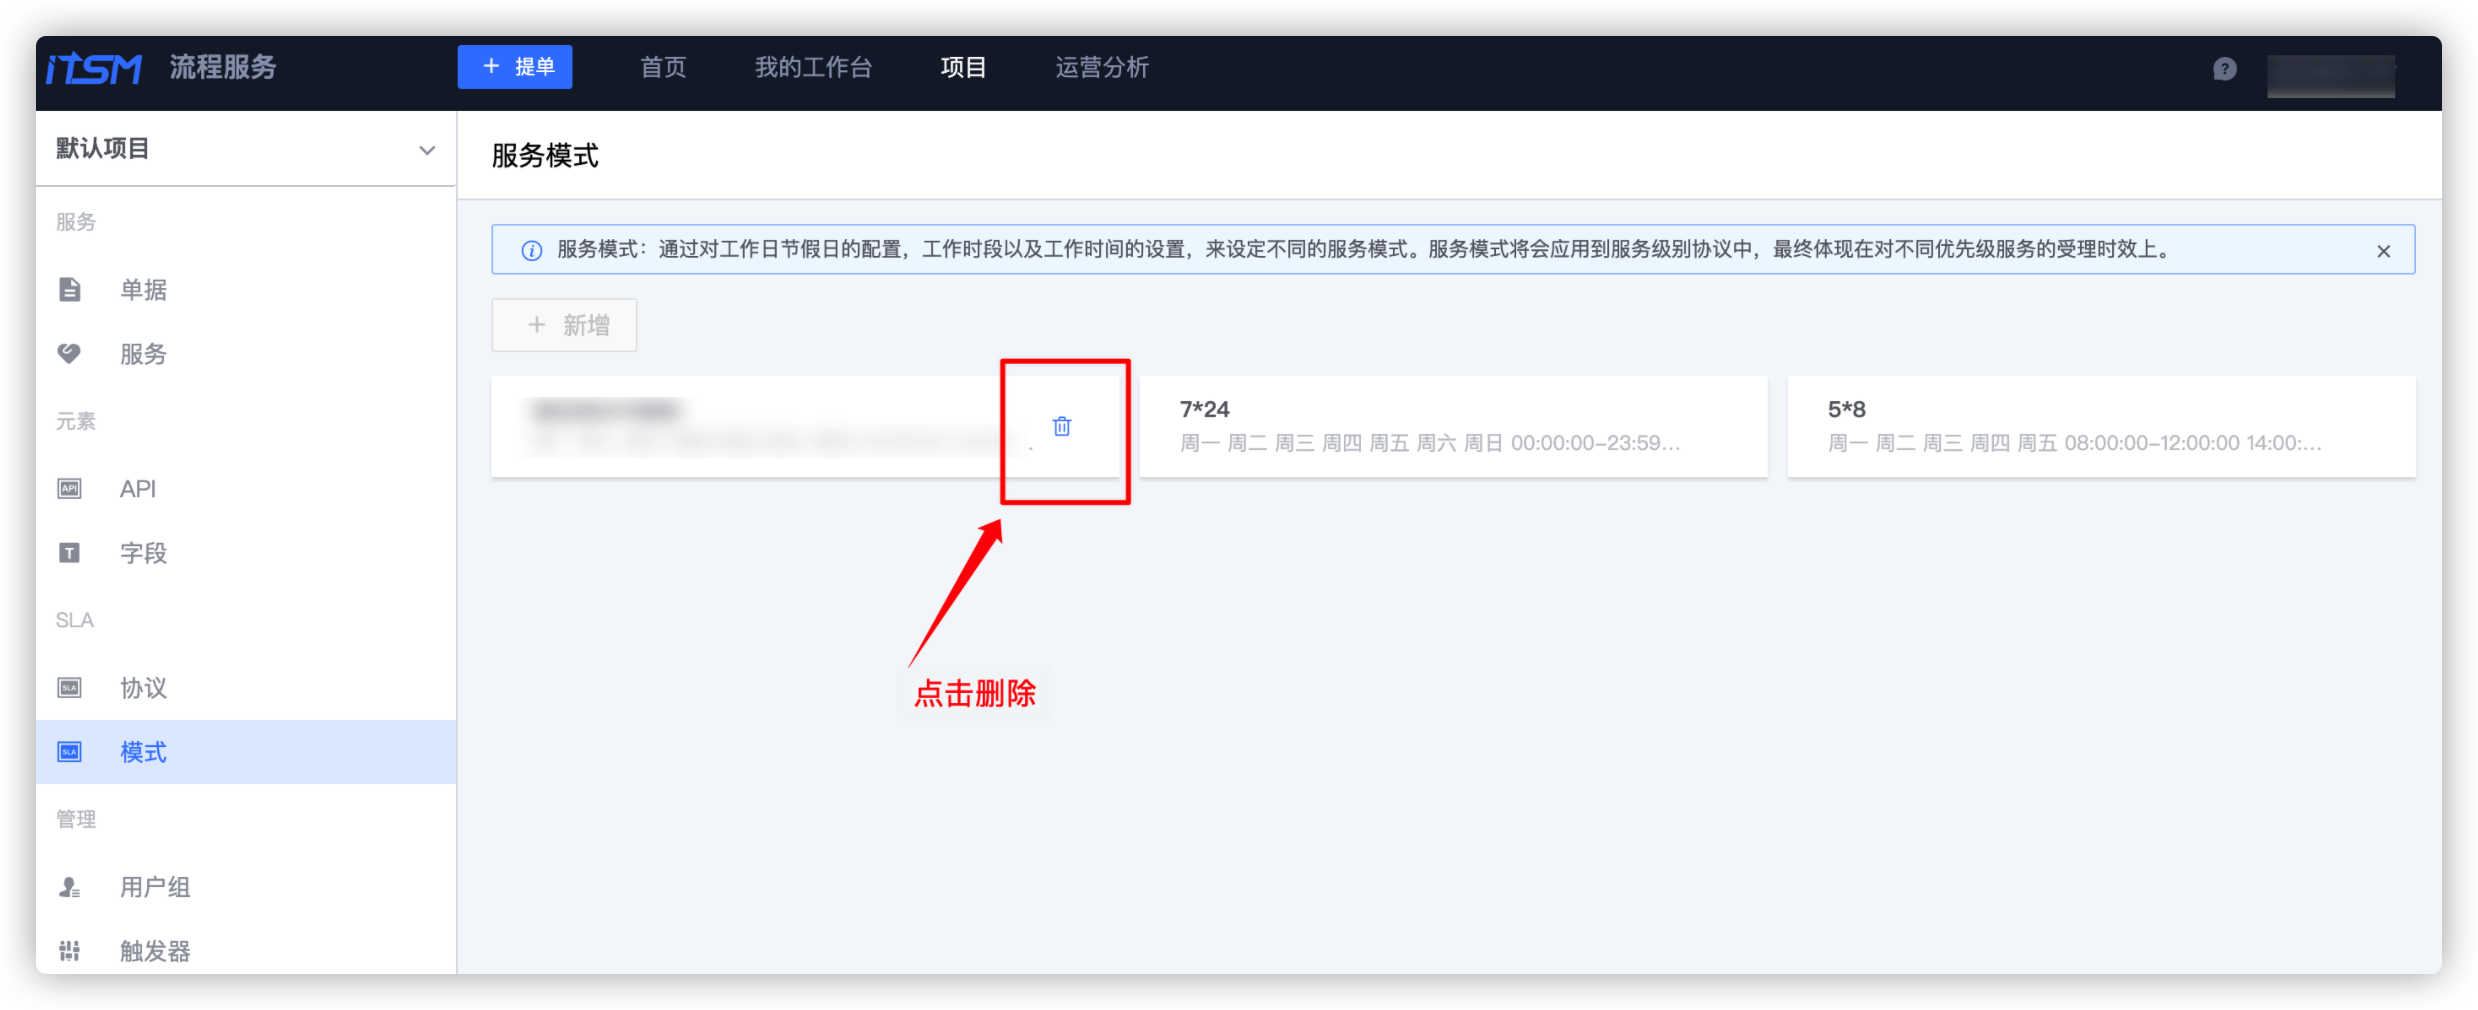 iTSM 流程服务
+ 提单
首页
我的工作台
项目
运营分析
默认项目
服务
单据
服务
元素
API
API
T
字段
SLA
SLA
协议
SLA
模式
管理
用户组
触发器
服务模式
服务模式：通过对工作日节假日的配置，工作时段以及工作时间的设置，来设定不同的服务模式。服务模式将会应用到服务级别协议中，最终体现在对不同优先级服务的受理时效上。
+ 新增
7*24
周一 周二 周三 周四 周五 周六 周日 00:00:00-23:59...
5*8
周一 周二 周三 周四 周五 08:00:00-12:00:00 14:00:...
点击删除